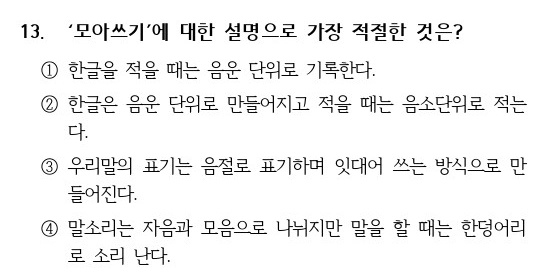 13. ‘모아쓰기’에 대한 설명으로 가장 적절한 것은?
① 한글을 적을 때는 음운 단위로 기록한다.
② 한글은 음운 단위로 만들어지고 적을 때는 음소단위로 적는
다.
③ 우리말의 표기는 음절로 표기하며 잇대어 쓰는 방식으로 만
들어진다.
④ 말소리는 자음과 모음으로 나뉘지만 말을 할 때는 한덩어리
로 소리 난다.